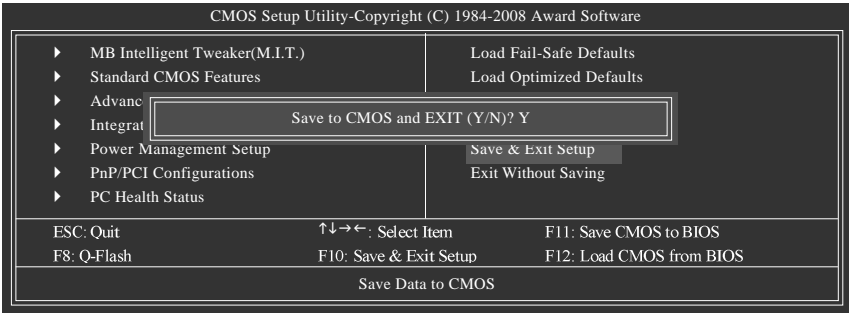 CMOS Setup Utility-Copyright (C) 1984-2008 Award Software
MB Intelligent Tweaker(M.I.T.)
Standard CMOS Features
Advanc
Integrat
Power Management Setup
PnP/PCI Configurations
PC Health Status
Load Fail-Safe Defaults
Load Optimized Defaults
Save & Exit Setup
Exit Without Saving
Save to CMOS and EXIT (Y/N)? Y
ESC: Quit ↑↓→←: Select Item F11: Save CMOS to BIOS
F8: Q-Flash F10: Save & Exit Setup F12: Load CMOS from BIOS
Save Data to CMOS